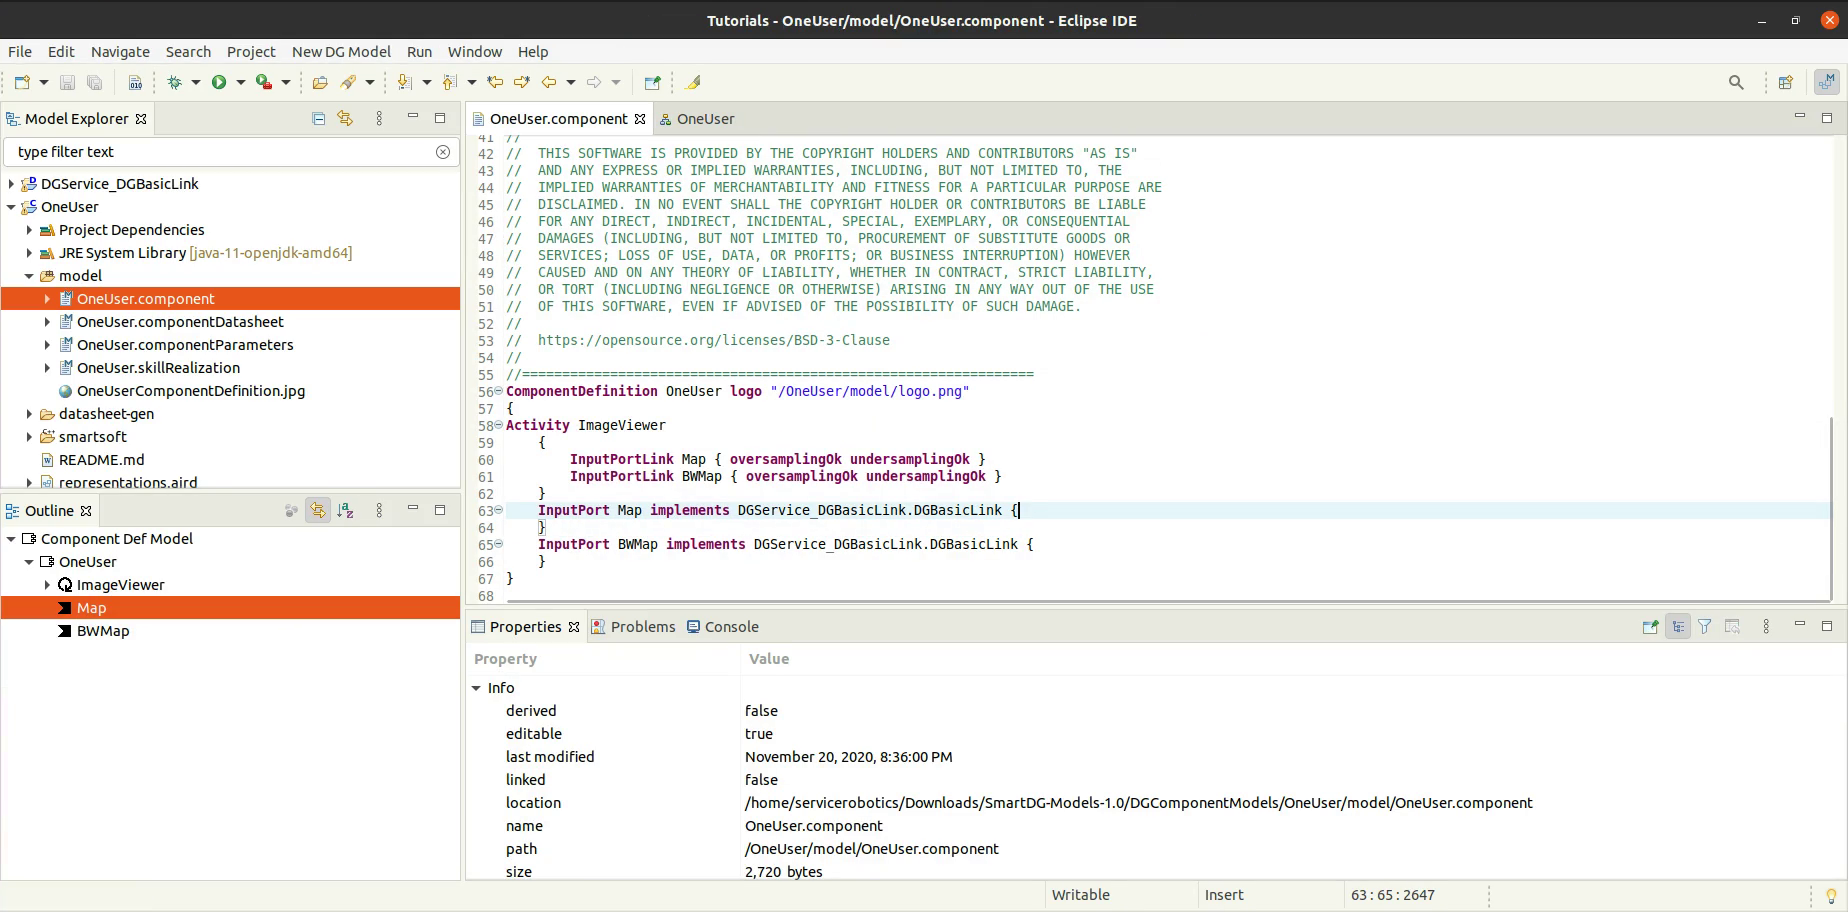 Tutorials - OneUser/model/OneUser.component - Eclipse IDE
File Edit Navigate Search Project New DG Model Run Window Help
Model Explorer
type filter text
DGService_DGBasicLink
OneUser
Project Dependencies
JRE System Library [java-11-openjdk-amd64]
model
OneUser.component
OneUser.componentDatasheet
OneUser.componentParameters
OneUser.skillRealization
OneUserComponentDefinition.jpg
datasheet-gen
smartsoft
README.md
representations.aird
Outline
Component Def Model
OneUser
ImageViewer
Map
BWMap
OneUser.component OneUser
41 //
42 // THIS SOFTWARE IS PROVIDED BY THE COPYRIGHT HOLDERS AND CONTRIBUTORS "AS IS"
43 // AND ANY EXPRESS OR IMPLIED WARRANTIES, INCLUDING, BUT NOT LIMITED TO, THE
44 // IMPLIED WARRANTIES OF MERCHANTABILITY AND FITNESS FOR A PARTICULAR PURPOSE ARE
45 // DISCLAIMED. IN NO EVENT SHALL THE COPYRIGHT HOLDER OR CONTRIBUTORS BE LIABLE
46 // FOR ANY DIRECT, INDIRECT, INCIDENTAL, SPECIAL, EXEMPLARY, OR CONSEQUENTIAL
47 // DAMAGES (INCLUDING, BUT NOT LIMITED TO, PROCUREMENT OF SUBSTITUTE GOODS OR
48 // SERVICES; LOSS OF USE, DATA, OR PROFITS; OR BUSINESS INTERRUPTION) HOWEVER
49 // CAUSED AND ON ANY THEORY OF LIABILITY, WHETHER IN CONTRACT, STRICT LIABILITY,
50 // OR TORT (INCLUDING NEGLIGENCE OR OTHERWISE) ARISING IN ANY WAY OUT OF THE USE
51 // OF THIS SOFTWARE, EVEN IF ADVISED OF THE POSSIBILITY OF SUCH DAMAGE.
52 //
53 // https://opensource.org/licenses/BSD-3-Clause
54 //
55 //================================================================
56 ComponentDefinition OneUser logo "/OneUser/model/logo.png"
57 {
58 Activity ImageViewer
59 {
60 InputPortLink Map { oversamplingOk undersamplingOk }
61 InputPortLink BWMap { oversamplingOk undersamplingOk }
62 }
63 InputPort Map implements DGService_DGBasicLink.DGBasicLink {
64 }
65 InputPort BWMap implements DGService_DGBasicLink.DGBasicLink {
66 }
67 }
68
Properties Problems Console
Property Value
Info
derived false
editable true
last modified November 20, 2020, 8:36:00 PM
linked false
location /home/servicerobotics/Downloads/SmartDG-Models-1.0/DGComponentModels/OneUser/model/OneUser.component
name OneUser.component
path /OneUser/model/OneUser.component
size 2,720 bytes
Writable Insert 63 : 65 : 2647